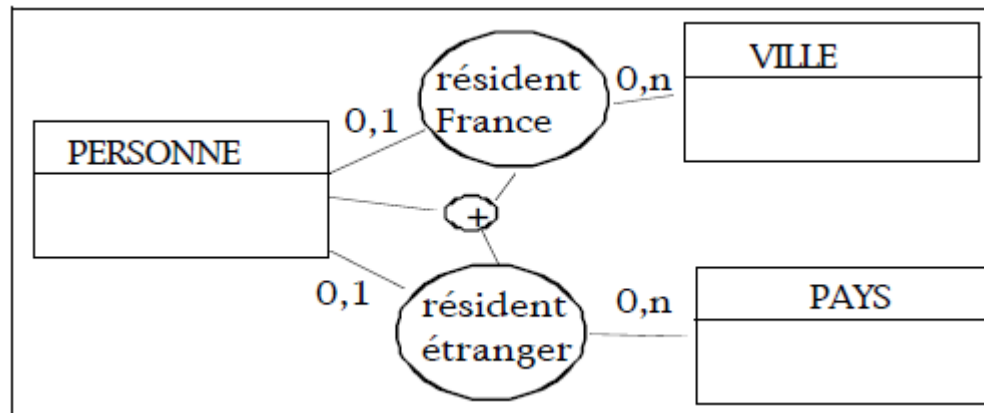 résident
France
0,n
VILLE
0,1
PERSONNE
+
0,1
résident
étranger
0,n
PAYS